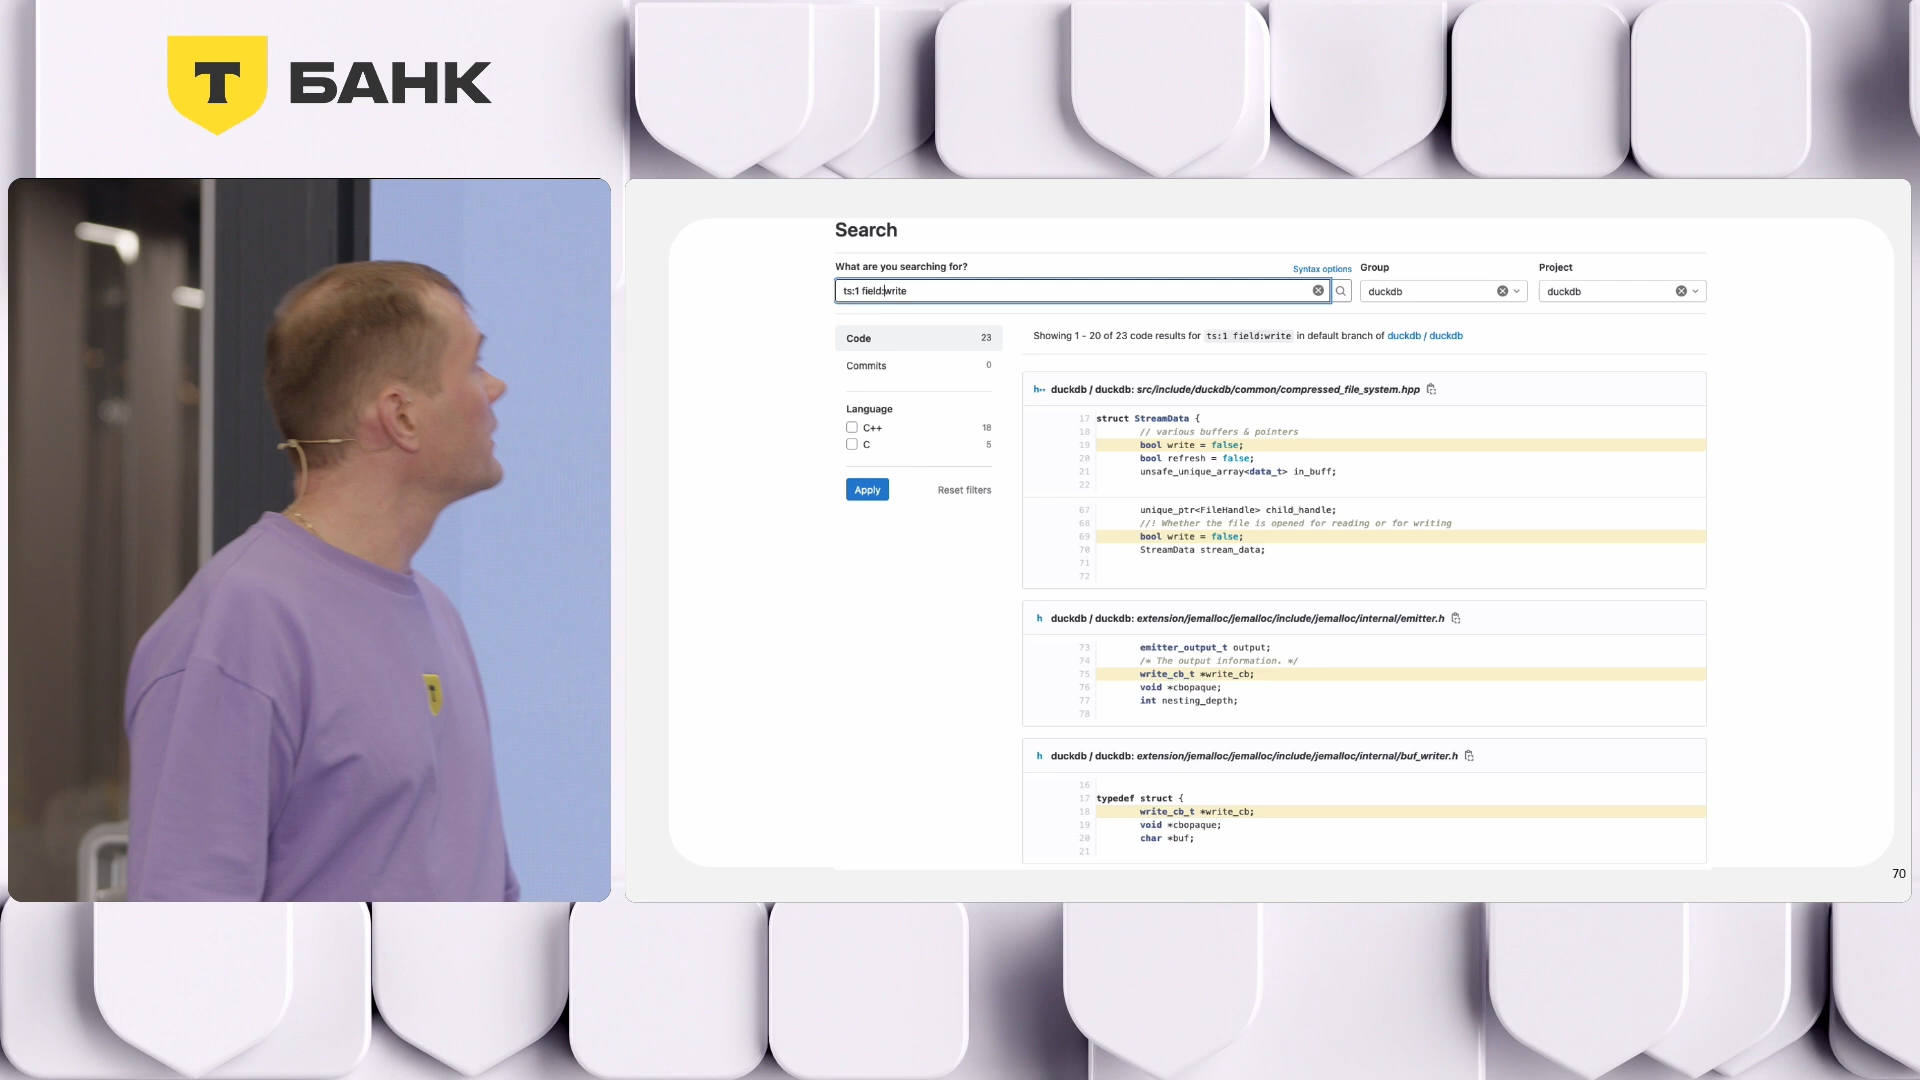 Т БАНК
Search
What are you searching for?
Syntax options
Group
Project
ts:1 field:write
duckdb
duckdb
Code 23
Commits 0
Language
C++ 18
C 5
Apply
Reset filters
Showing 1 - 20 of 23 code results for ts:1 field:write in default branch of duckdb / duckdb
h++ duckdb / duckdb: src/include/duckdb/common/compressed_file_system.hpp
17 struct StreamData {
18 // various buffers & pointers
19 bool write = false;
20 bool refresh = false;
21 unsafe_unique_array<data_t> in_buff;
22
67 unique_ptr<FileHandle> child_handle;
68 //! Whether the file is opened for reading or for writing
69 bool write = false;
70 StreamData stream_data;
71
72
h duckdb / duckdb: extension/jemalloc/jemalloc/include/jemalloc/internal/emitter.h
73 emitter_output_t output;
74 /* The output information. */
75 write_cb_t *write_cb;
76 void *cbopaque;
77 int nesting_depth;
78
h duckdb / duckdb: extension/jemalloc/jemalloc/include/jemalloc/internal/buf_writer.h
16
17 typedef struct {
18 write_cb_t *write_cb;
19 void *cbopaque;
20 char *buf;
21
70